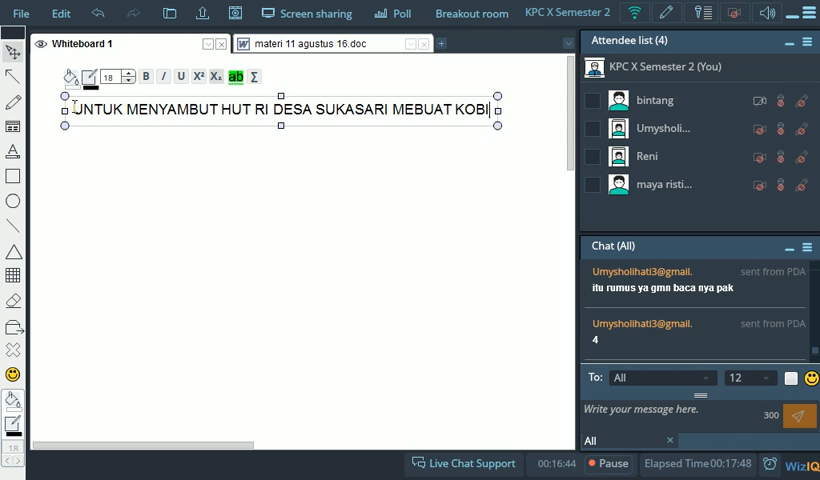 File Edit Screen sharing Poll Breakout room KPC X Semester 2
Whiteboard 1 materi 11 agustus 16.doc
18 B I U X² X₂ ab Σ
UNTUK MENYAMBUT HUT RI DESA SUKASARI MEBUAT KOBI
Attendee list (4)
KPC X Semester 2 (You)
bintang
Umysholi...
Reni
maya risti...
Chat (All)
Umysholihati3@gmail. sent from PDA
itu rumus ya gmn baca nya pak
Umysholihati3@gmail. sent from PDA
4
To: All 12
Write your message here. 300
All
18
Live Chat Support 00:16:44 Pause Elapsed Time 00:17:48 WizIQ